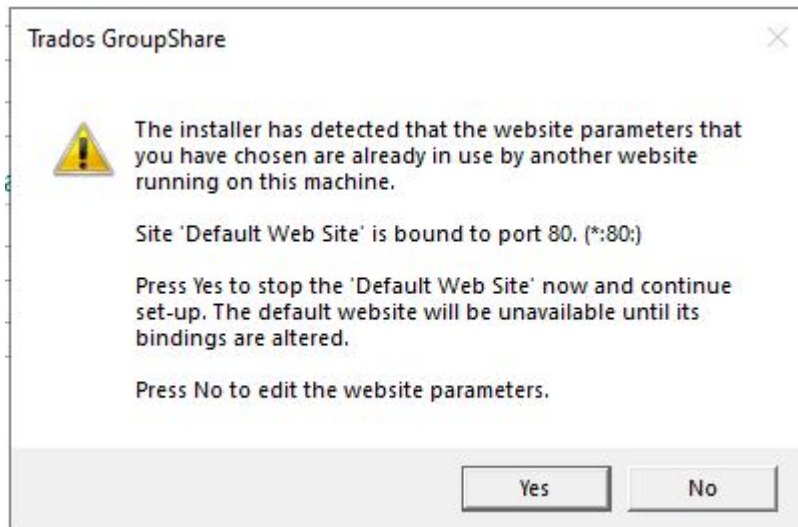 Trados GroupShare
The installer has detected that the website parameters that
you have chosen are already in use by another website
running on this machine.
Site 'Default Web Site' is bound to port 80. (*:80:)
Press Yes to stop the 'Default Web Site' now and continue
set-up. The default website will be unavailable until its
bindings are altered.
Press No to edit the website parameters.
Yes
No